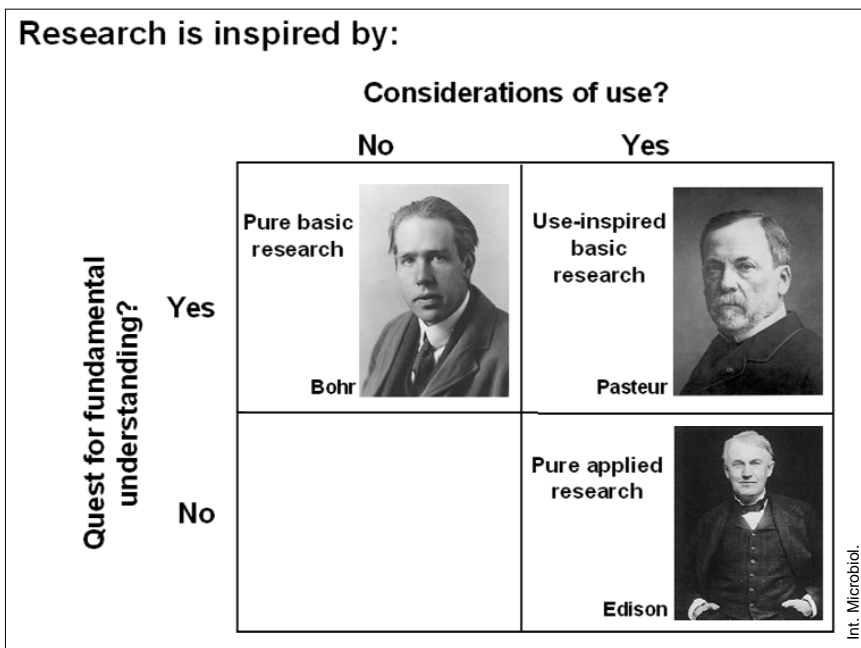 Research is inspired by:
Considerations of use?
No
Yes
Quest for fundamental
understanding?
Yes
Pure basic
research
Bohr
Use-inspired
basic
research
Pasteur
No
Pure applied
research
Edison
Int. Microbiol.